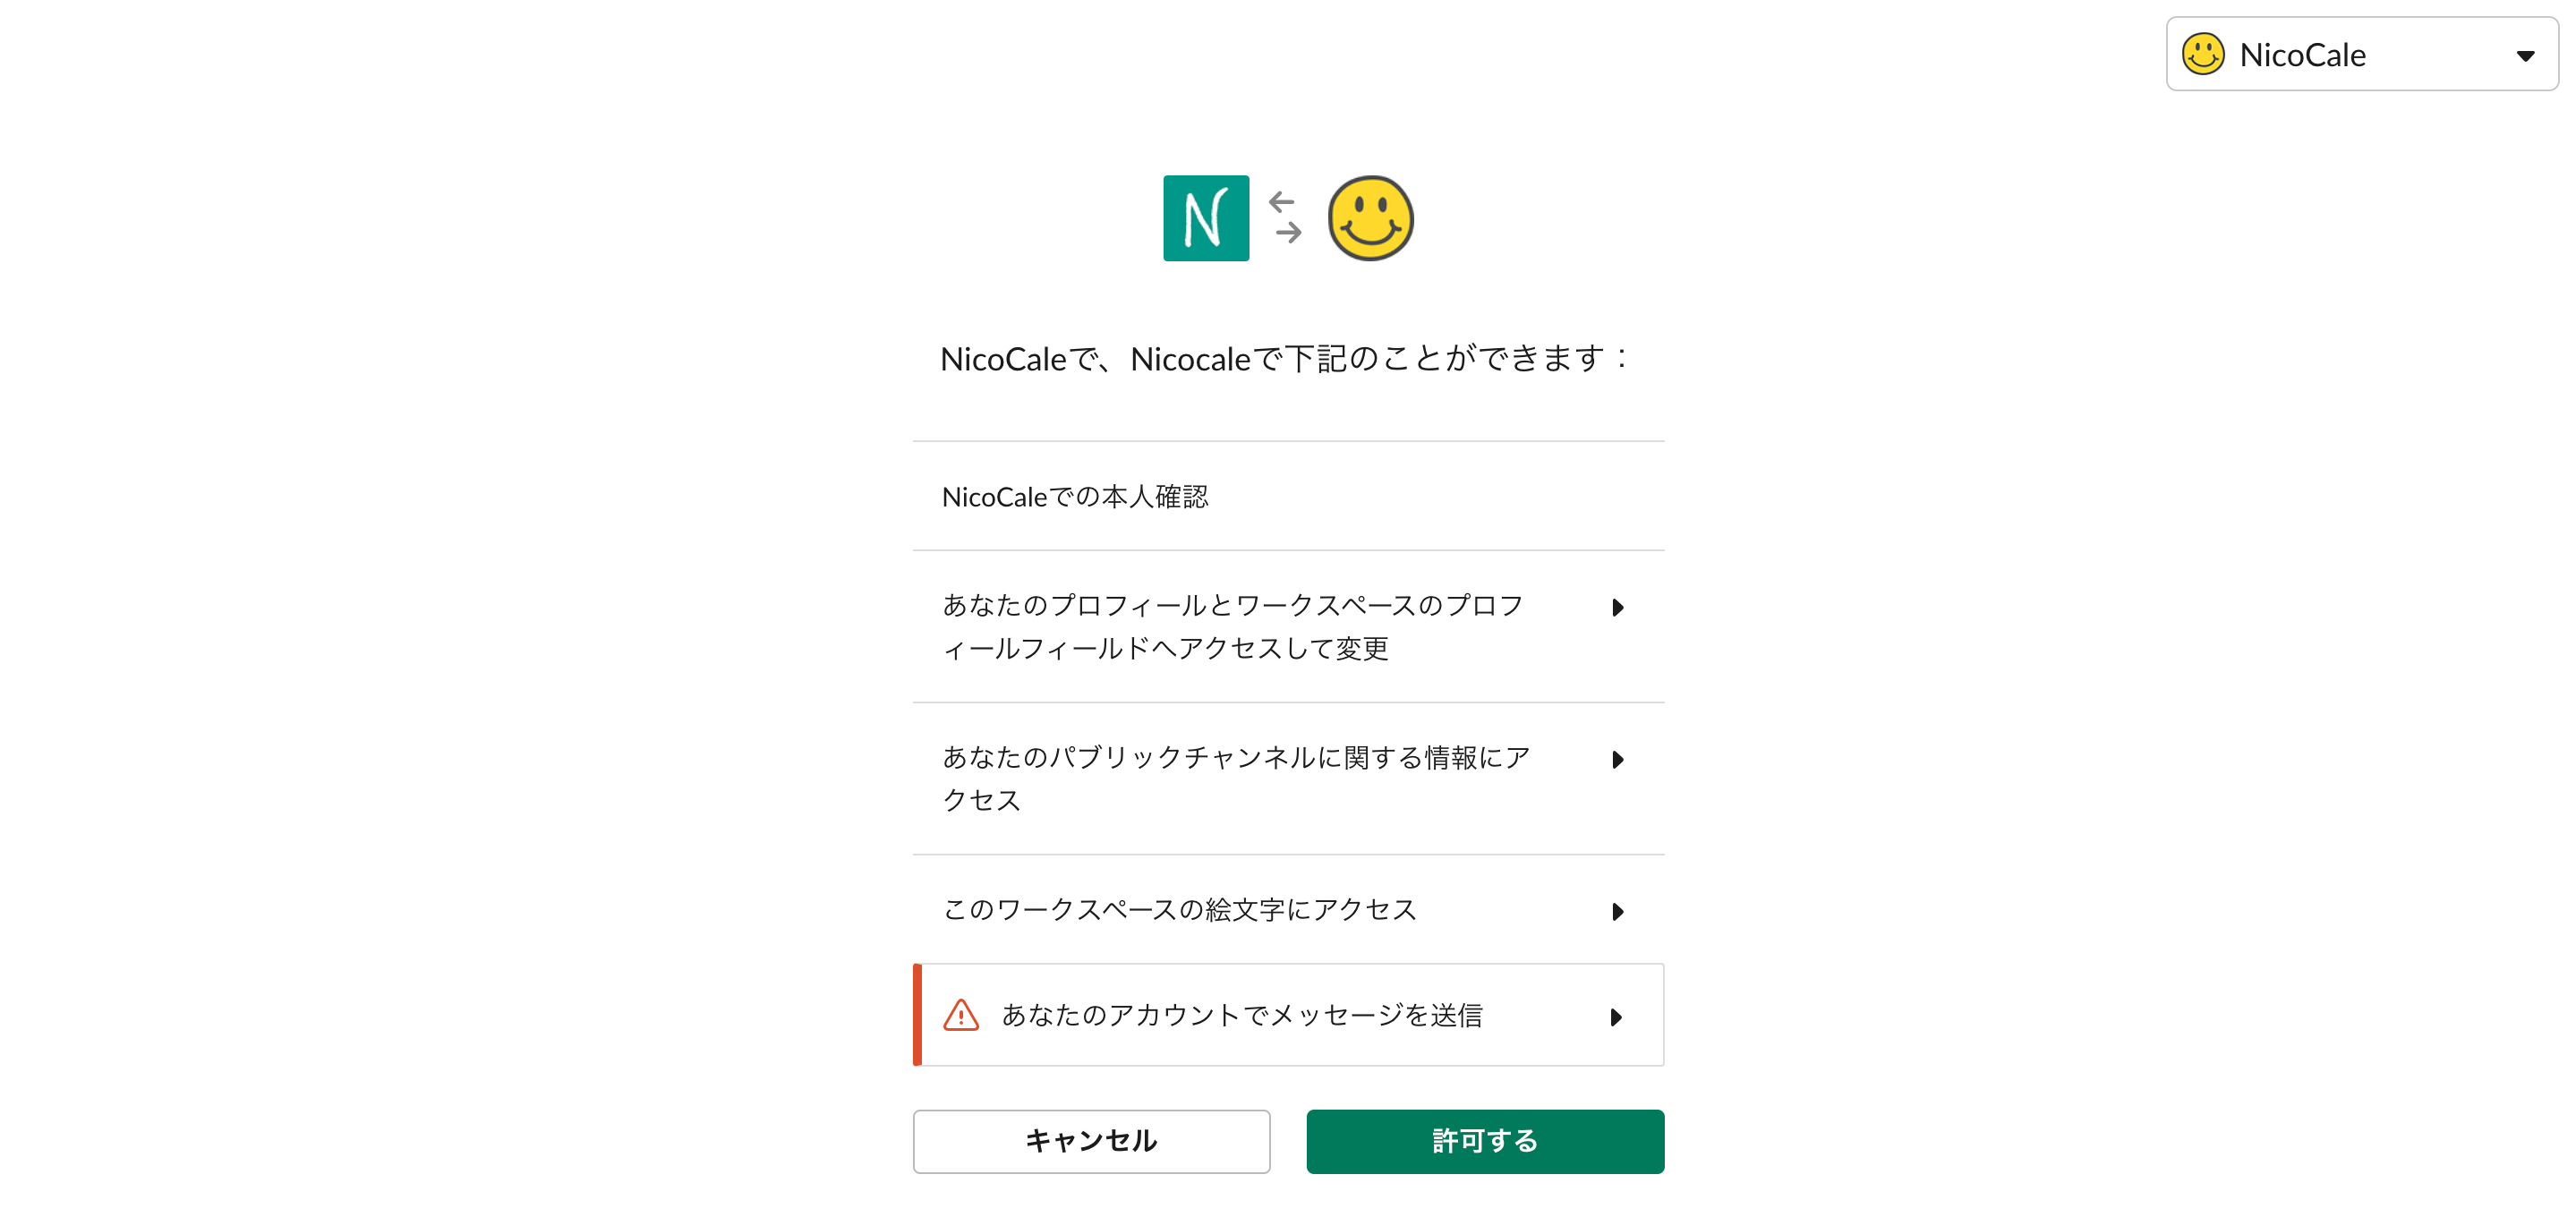 NicoCale
N
NicoCaleで、Nicocaleで下記のことができます：
NicoCaleでの本人確認
あなたのプロフィールとワークスペースのプロフ
ィールフィールドへアクセスして変更
あなたのパブリックチャンネルに関する情報にア
クセス
このワークスペースの絵文字にアクセス
あなたのアカウントでメッセージを送信
キャンセル
許可する